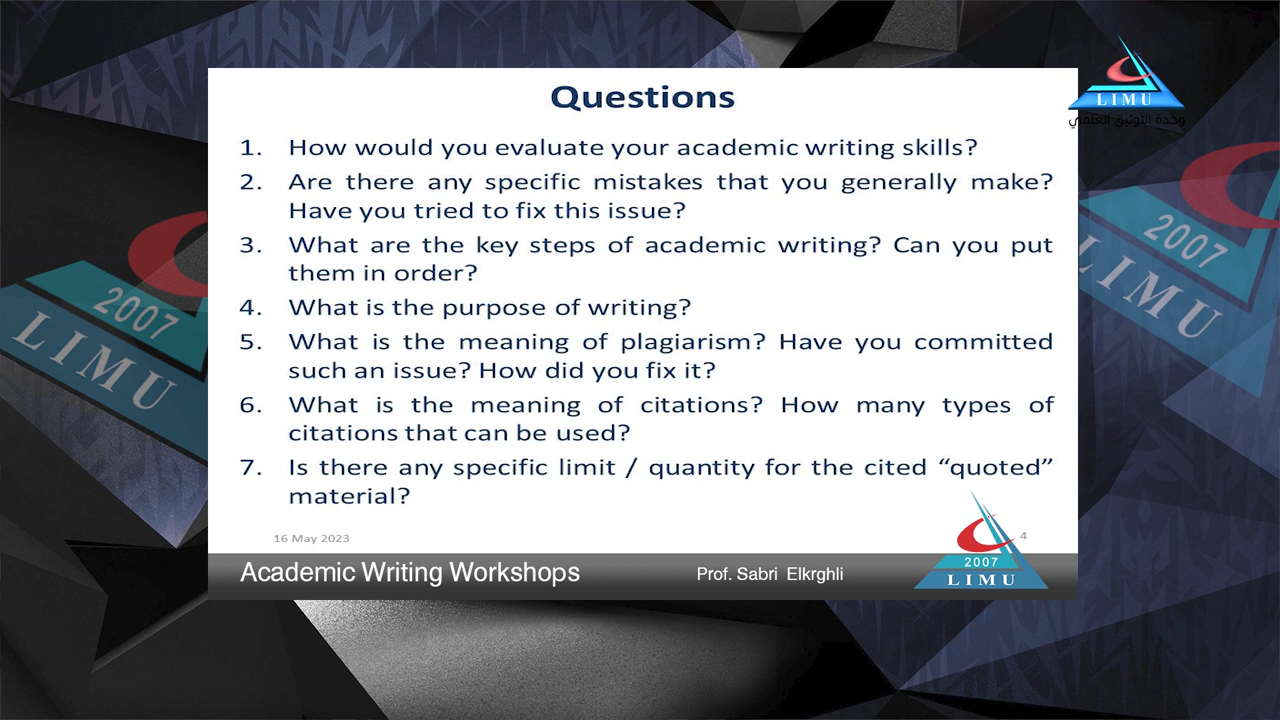 Questions
1. How would you evaluate your academic writing skills?
2. Are there any specific mistakes that you generally make?
Have you tried to fix this issue?
3. What are the key steps of academic writing? Can you put
them in order?
4. What is the purpose of writing?
5. What is the meaning of plagiarism? Have you committed
such an issue? How did you fix it?
6. What is the meaning of citations? How many types of
citations that can be used?
7. Is there any specific limit / quantity for the cited “quoted”
material?
16 May 2023
4
Academic Writing Workshops
Prof. Sabri Elkrghli
2007
LIMU
LIMU
وحدة التوثيق العلمي
2007
LIMU
2007
LIMU